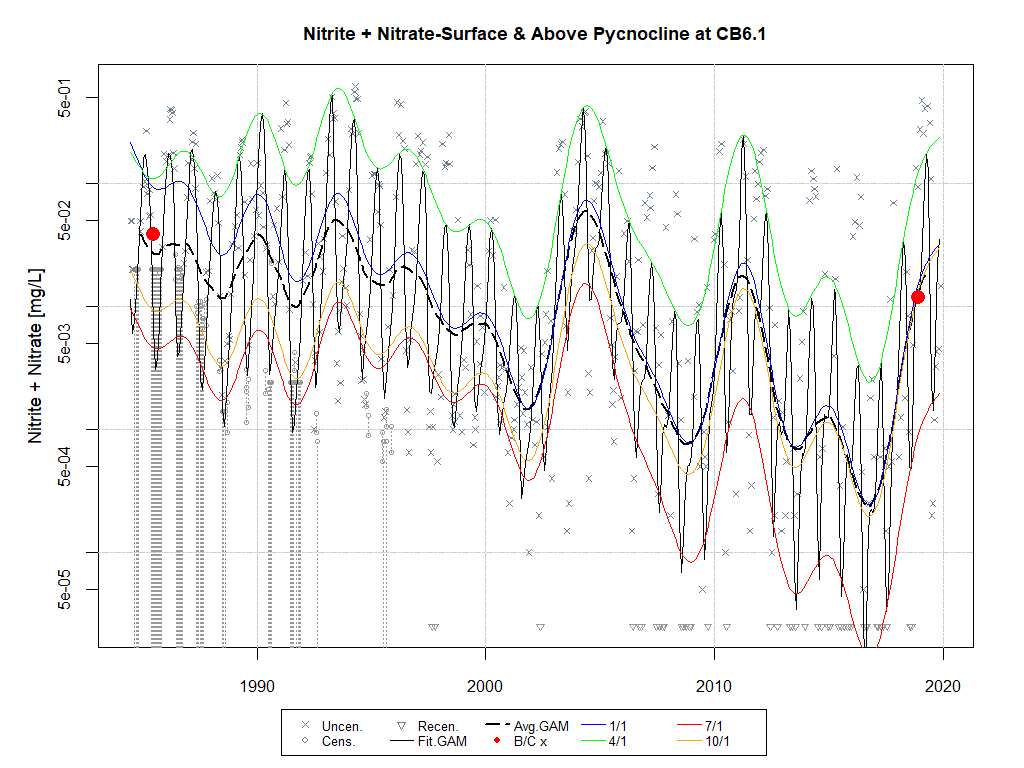 Nitrite + Nitrate-Surface & Above Pycnocline at CB6.1
Nitrite + Nitrate [mg/L]
5e-01
5e-02
5e-03
5e-04
5e-05
1990 2000 2010 2020
Uncen. Recen. Avg.GAM 1/1 7/1
Cens. Fit.GAM B/C x 4/1 10/1